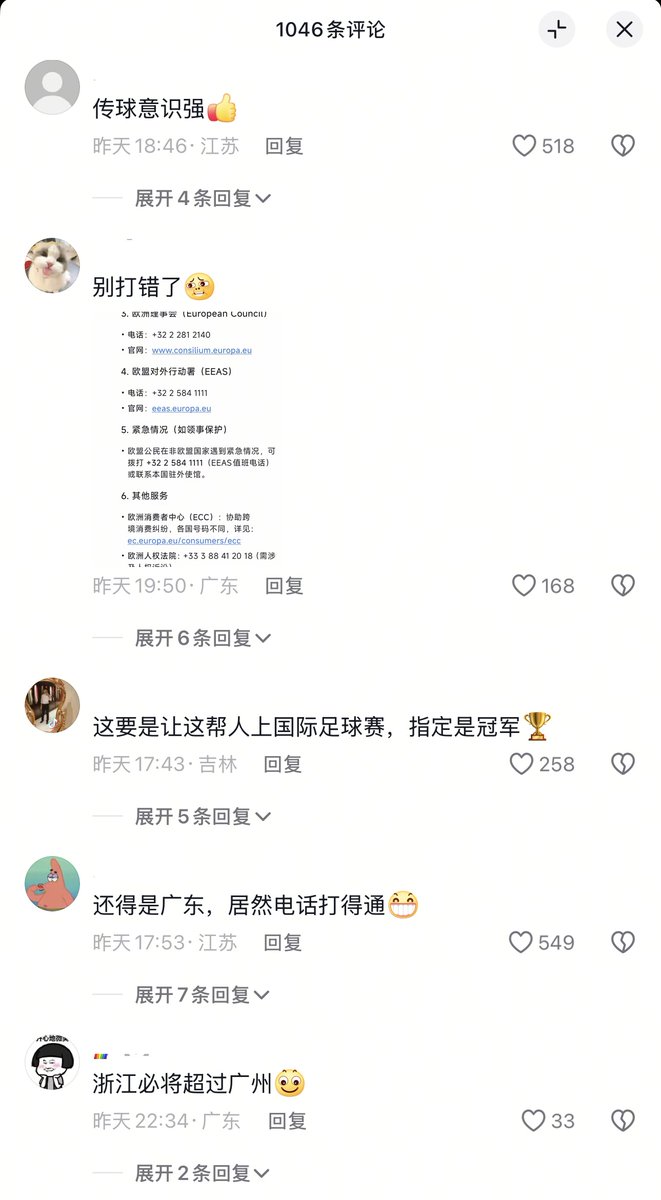 1046条评论
传球意识强👍
昨天18:46·江苏 回复
518
展开4条回复
别打错了
3. 欧洲理事会（European Council）
• 电话：+32 2 281 2140
• 官网：www.consilium.europa.eu
4. 欧盟对外行动署（EEAS）
• 电话：+32 2 584 1111
• 官网：eeas.europa.eu
5. 紧急情况（如领事保护）
• 欧盟公民在非欧盟国家遇到紧急情况，可
拨打 +32 2 584 1111（EEAS值班电话）
或联系本国驻外使馆。
6. 其他服务
• 欧洲消费者中心（ECC）：协助跨
境消费纠纷，各国号码不同，详见：
ec.europa.eu/consumers/ecc
• 欧洲人权法院：+33 3 88 41 20 18（需涉
昨天19:50·广东 回复
168
展开6条回复
这要是让这帮人上国际足球赛，指定是冠军🏆
昨天17:43·吉林 回复
258
展开5条回复
还得是广东，居然电话打得通😁
昨天17:53·江苏 回复
549
展开7条回复
浙江必将超过广州
昨天22:34·广东 回复
33
展开2条回复